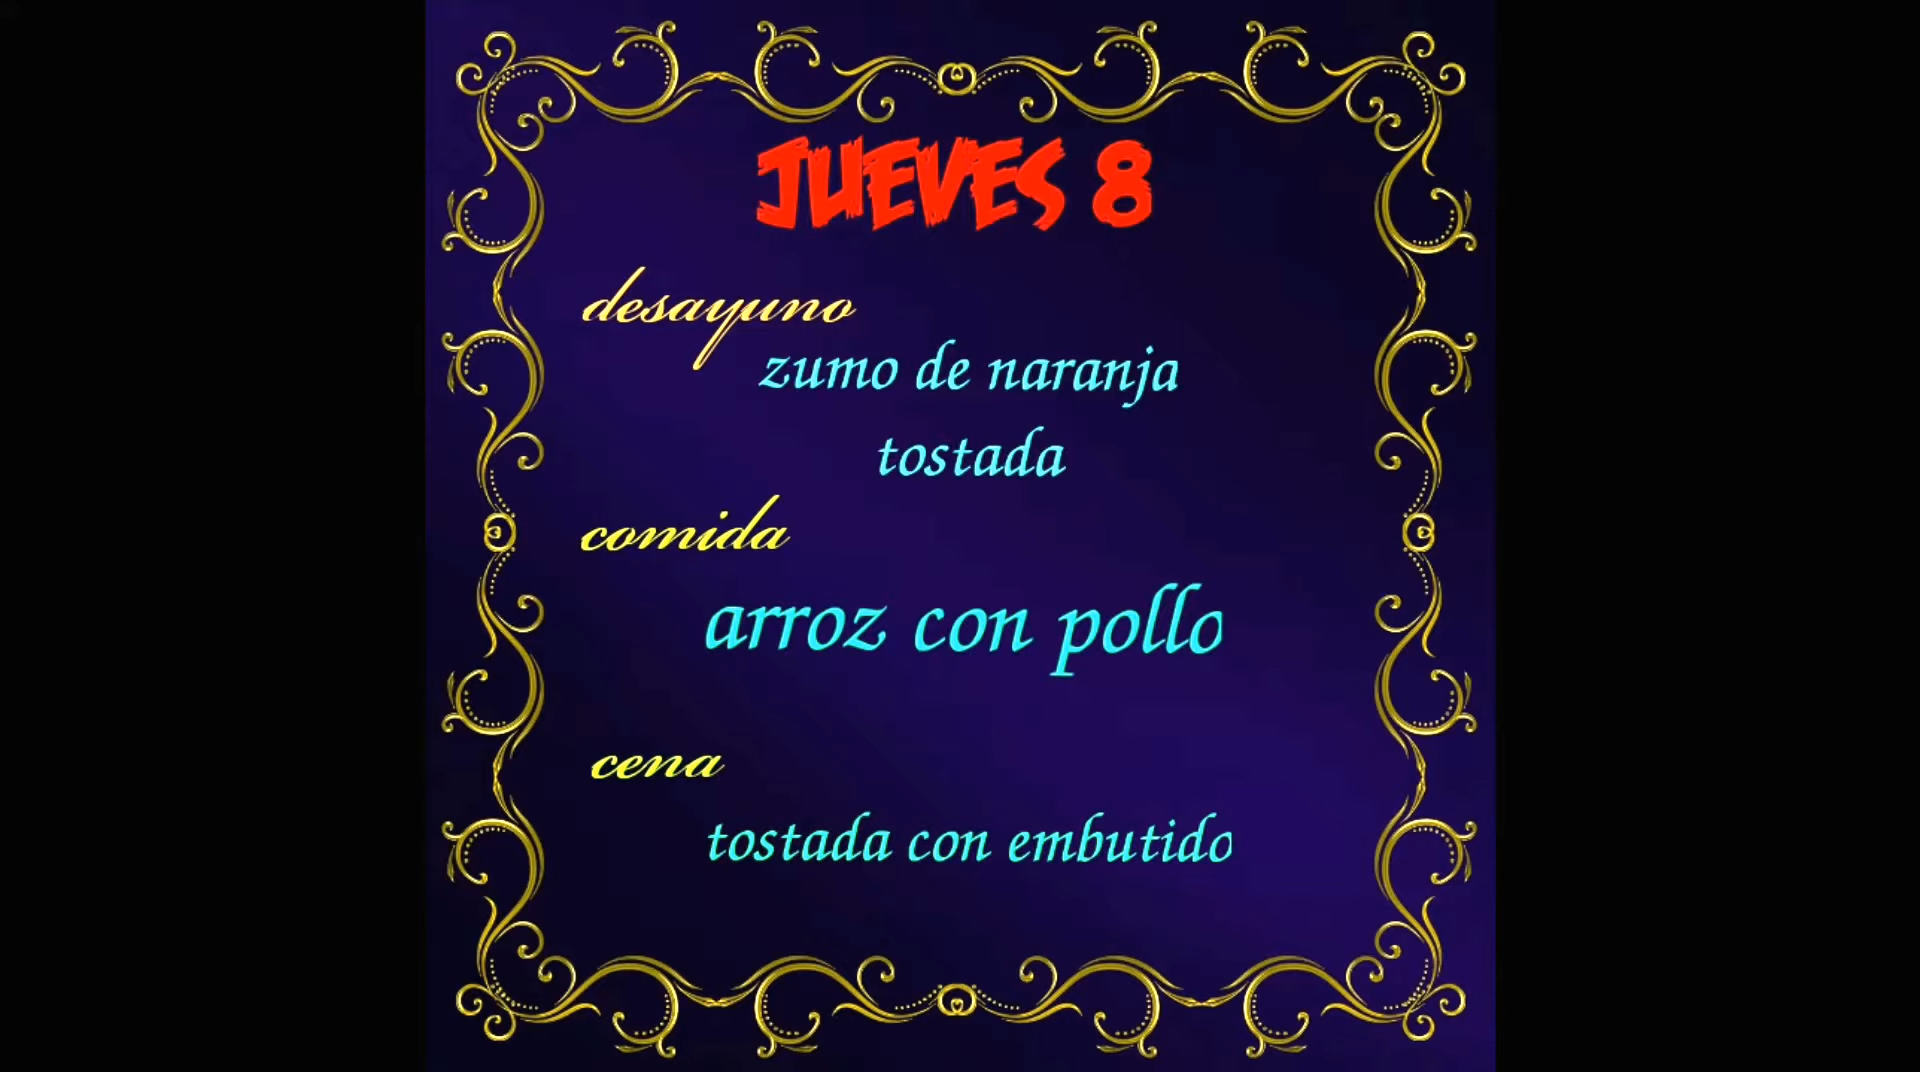 JUEVES 8
desayuno
zumo de naranja
tostada
comida
arroz con pollo
cena
tostada con embutido